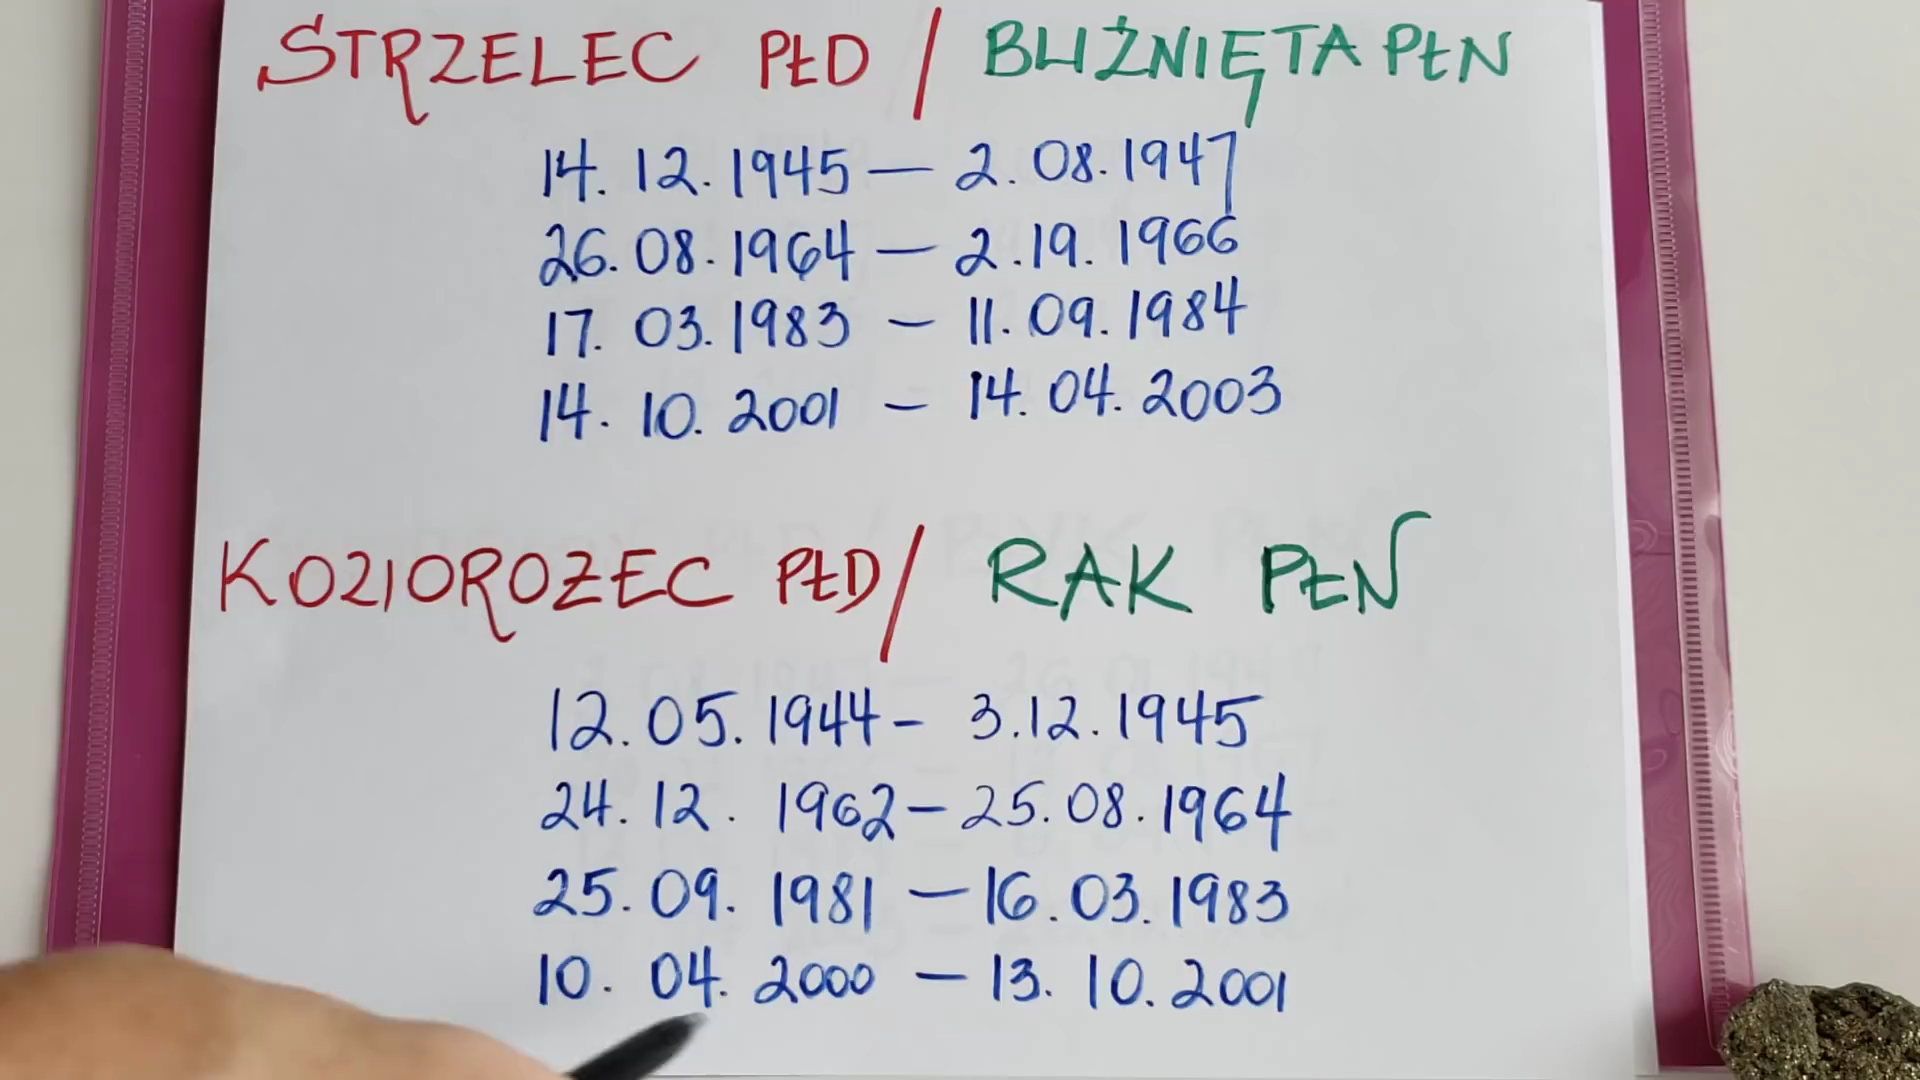 STRZELEC PŁD / BLIŹNIĘTA PŁN
14. 12. 1945 – 2. 08. 1947
26. 08. 1964 – 2. 19. 1966
17. 03. 1983 – 11. 09. 1984
14. 10. 2001 – 14. 04. 2003
KOZIOROŻEC PŁD / RAK PŁN
12. 05. 1944 – 3. 12. 1945
24. 12. 1962 – 25. 08. 1964
25. 09. 1981 – 16. 03. 1983
10. 04. 2000 – 13. 10. 2001